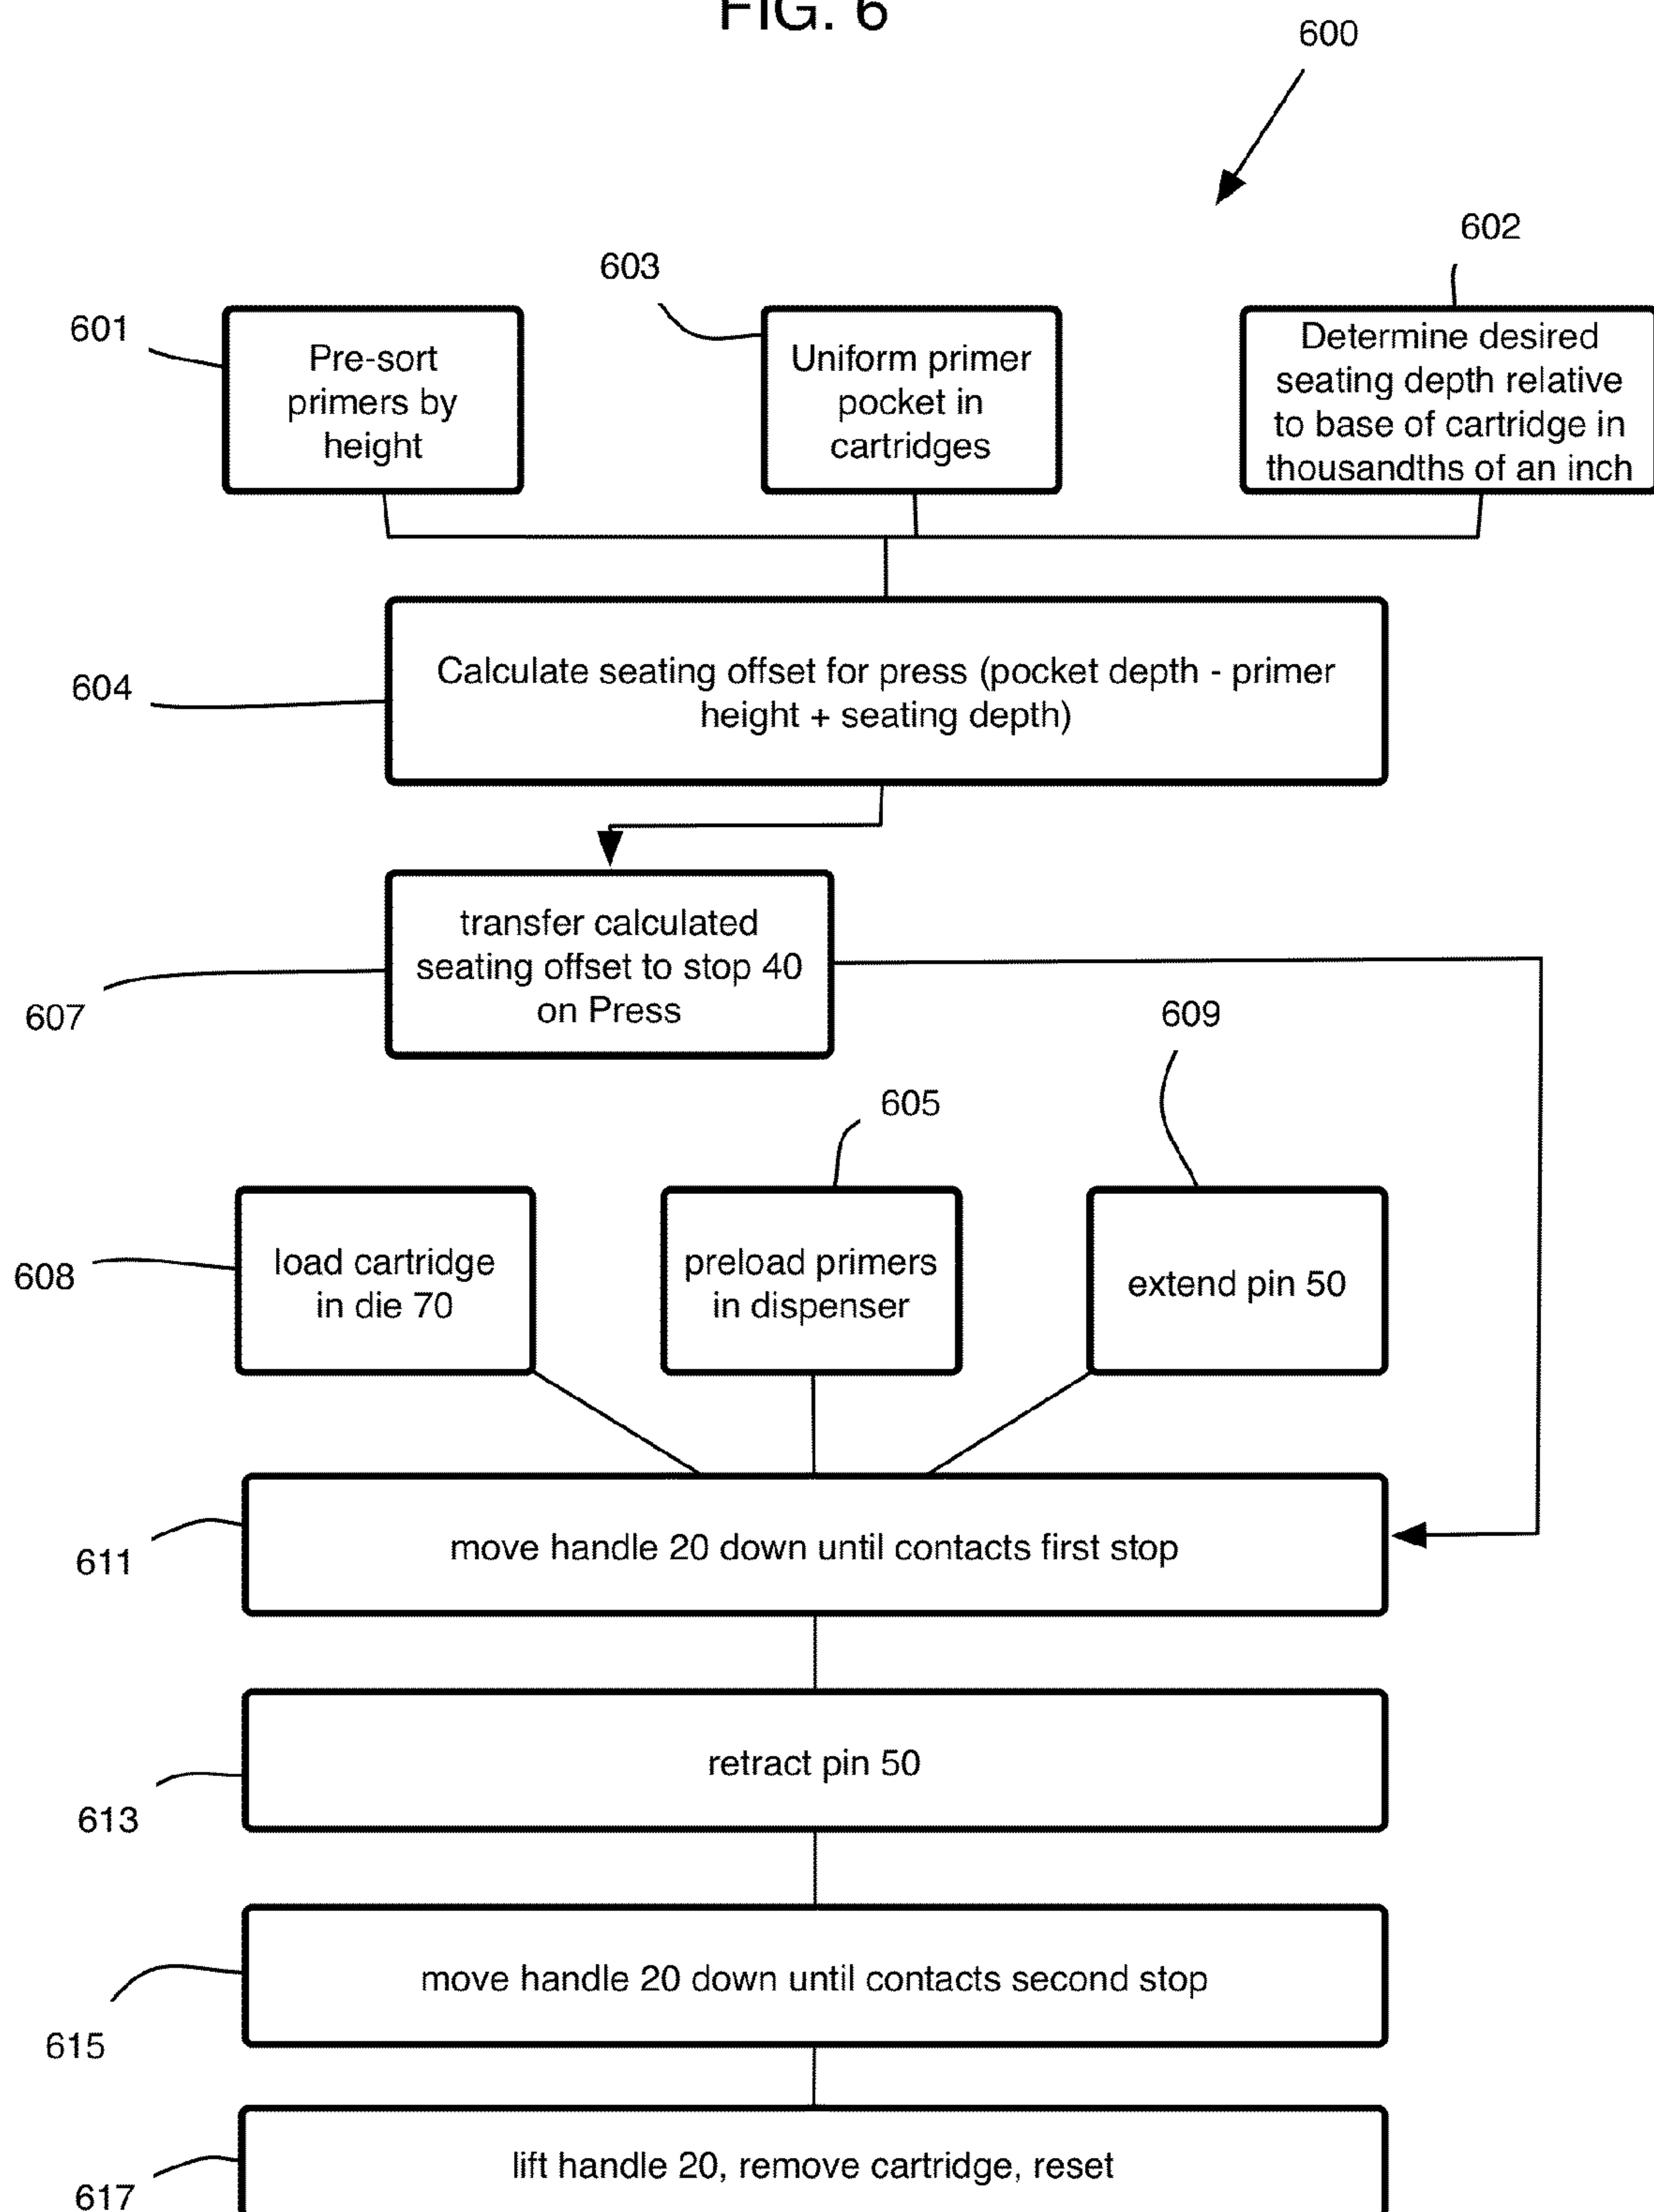 FIG. 6
600
602
603
601
Pre-sort
primers by
height
Uniform primer
pocket in
cartridges
Determine desired
seating depth relative
to base of cartridge in
thousandths of an inch
604
Calculate seating offset for press (pocket depth - primer
height + seating depth)
transfer calculated
seating offset to stop 40
on Press
607
609
605
608
load cartridge
in die 70
preload primers
in dispenser
extend pin 50
611
move handle 20 down until contacts first stop
retract pin 50
613
move handle 20 down until contacts second stop
615
lift handle 20, remove cartridge, reset
617